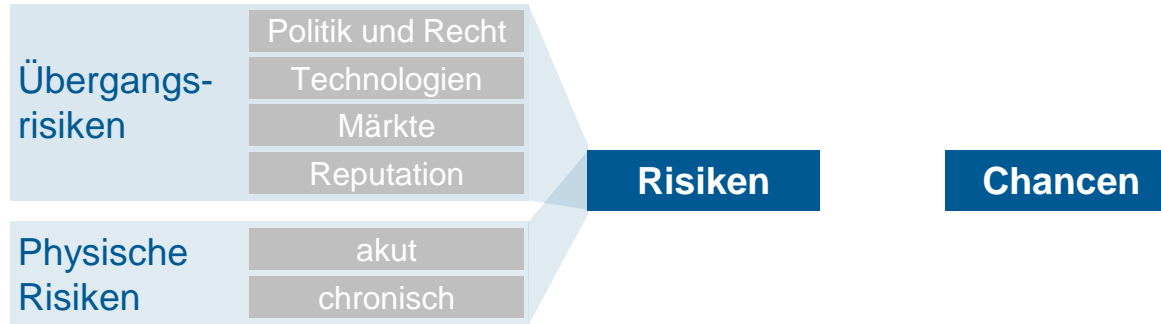 Übergangs-
risiken
Politik und Recht
Technologien
Märkte
Reputation
Physische
Risiken
akut
chronisch
Risiken
Chancen